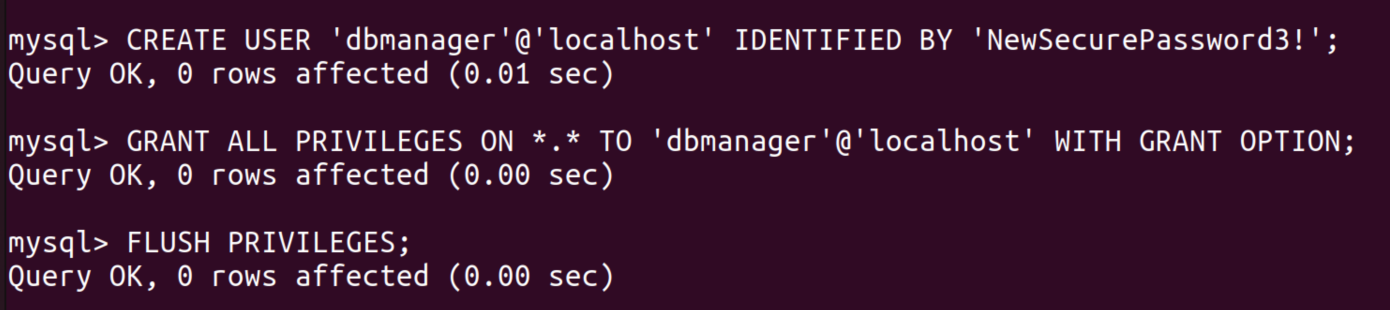 mysql> CREATE USER 'dbmanager'@'localhost' IDENTIFIED BY 'NewSecurePassword3!';
Query OK, 0 rows affected (0.01 sec)
mysql> GRANT ALL PRIVILEGES ON *.* TO 'dbmanager'@'localhost' WITH GRANT OPTION;
Query OK, 0 rows affected (0.00 sec)
mysql> FLUSH PRIVILEGES;
Query OK, 0 rows affected (0.00 sec)